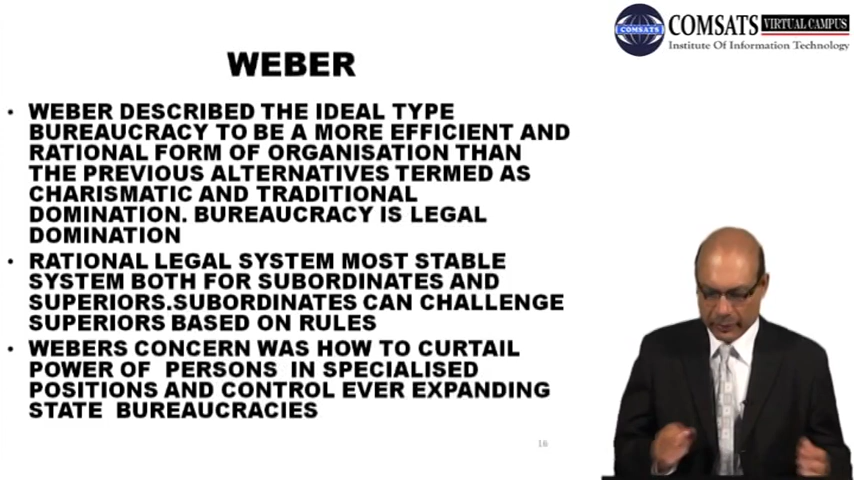 COMSATS
COMSATS VIRTUAL CAMPUS
Institute Of Information Technology
WEBER
• WEBER DESCRIBED THE IDEAL TYPE
BUREAUCRACY TO BE A MORE EFFICIENT AND
RATIONAL FORM OF ORGANISATION THAN
THE PREVIOUS ALTERNATIVES TERMED AS
CHARISMATIC AND TRADITIONAL
DOMINATION. BUREAUCRACY IS LEGAL
DOMINATION
• RATIONAL LEGAL SYSTEM MOST STABLE
SYSTEM BOTH FOR SUBORDINATES AND
SUPERIORS.SUBORDINATES CAN CHALLENGE
SUPERIORS BASED ON RULES
• WEBERS CONCERN WAS HOW TO CURTAIL
POWER OF PERSONS IN SPECIALISED
POSITIONS AND CONTROL EVER EXPANDING
STATE BUREAUCRACIES
16